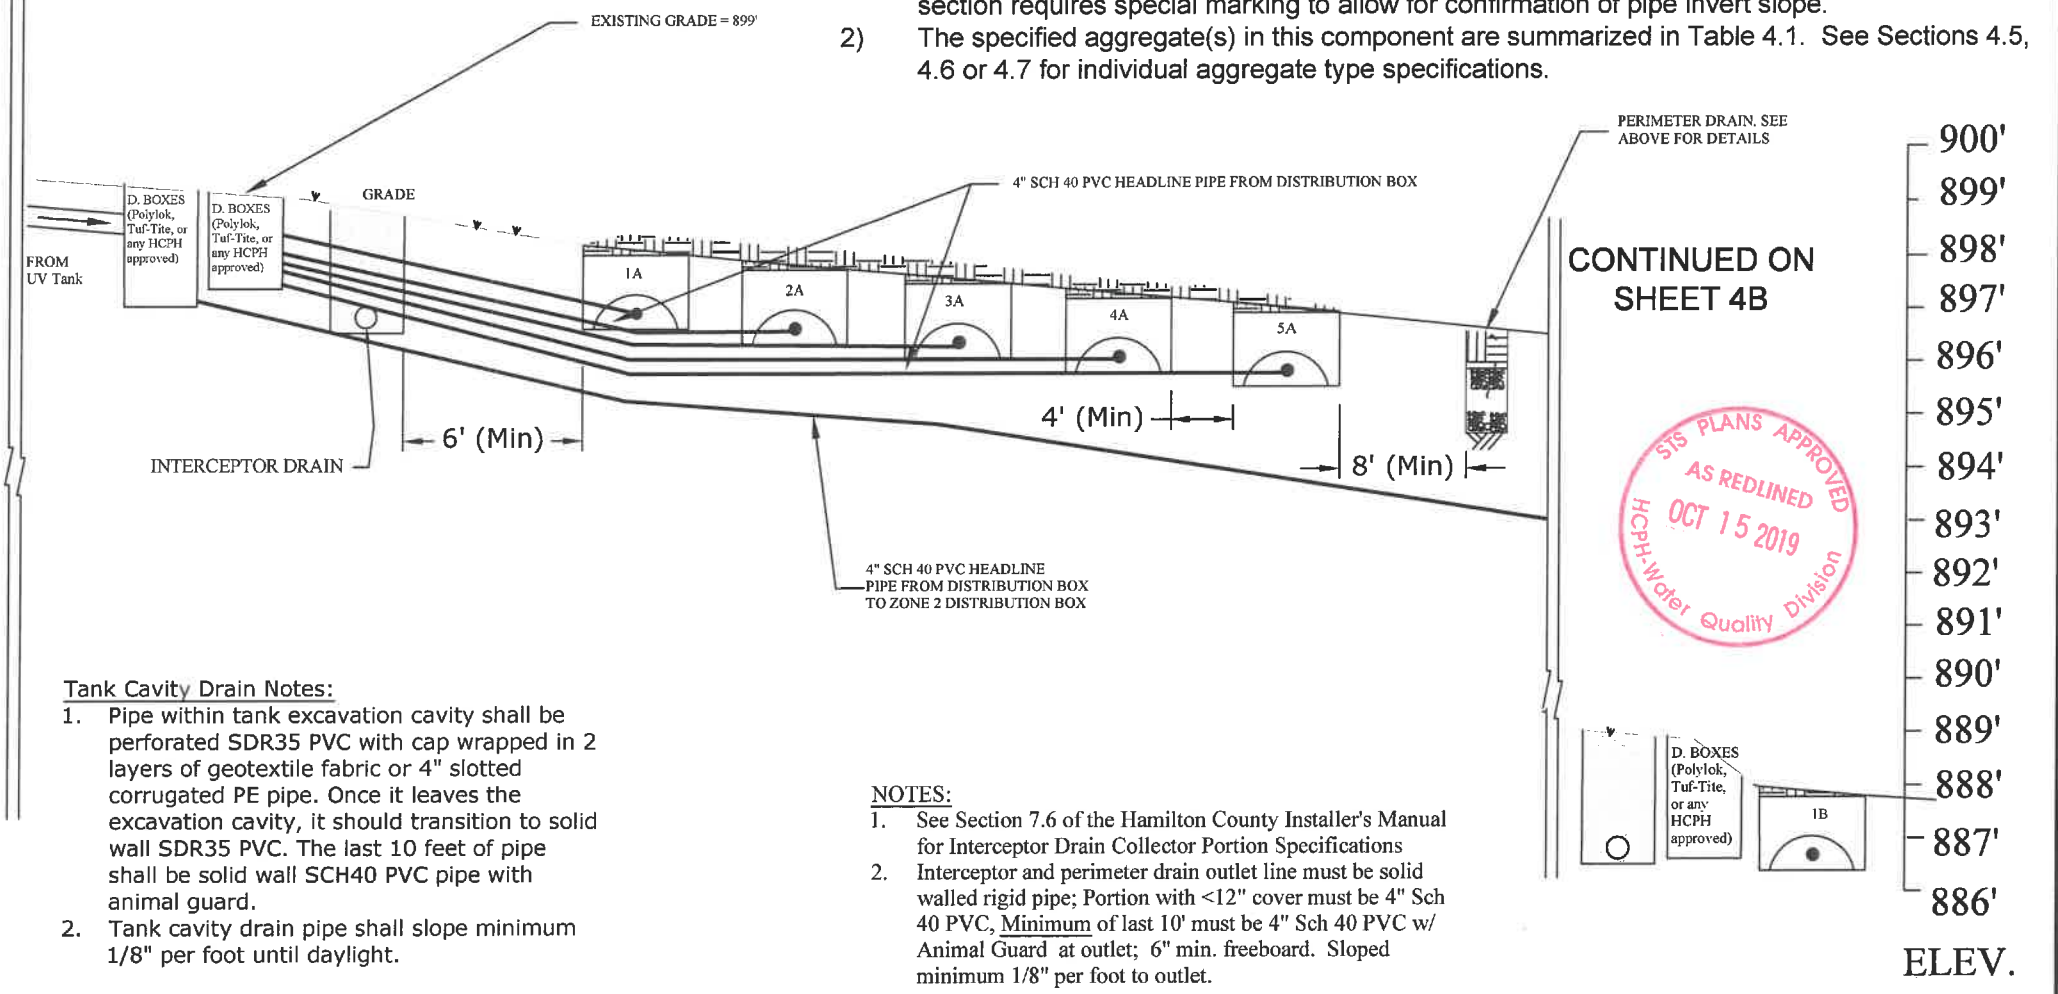 section requires special marking to allow for confirmation of pipe invert slope.
2) The specified aggregate(s) in this component are summarized in Table 4.1. See Sections 4.5,
4.6 or 4.7 for individual aggregate type specifications.
EXISTING GRADE = 899'
PERIMETER DRAIN. SEE
ABOVE FOR DETAILS
4" SCH 40 PVC HEADLINE PIPE FROM DISTRIBUTION BOX
GRADE
D. BOXES
(Polylok,
Tuf-Tite, or
any HCPH
approved)
D. BOXES
(Polylok,
Tuf-Tite, or
any HCPH
approved)
FROM
UV Tank
1A
2A
3A
4A
5A
CONTINUED ON
SHEET 4B
6' (Min)
4' (Min)
8' (Min)
INTERCEPTOR DRAIN
4" SCH 40 PVC HEADLINE
PIPE FROM DISTRIBUTION BOX
TO ZONE 2 DISTRIBUTION BOX
STS PLANS APPROVED
AS REDLINED
OCT 15 2019
HCPH-Water Quality Division
900'
899'
898'
897'
896'
895'
894'
893'
892'
891'
890'
889'
888'
887'
886'
ELEV.
D. BOXES
(Polylok,
Tuf-Tite,
or any
HCPH
approved)
1B
Tank Cavity Drain Notes:
1. Pipe within tank excavation cavity shall be
perforated SDR35 PVC with cap wrapped in 2
layers of geotextile fabric or 4" slotted
corrugated PE pipe. Once it leaves the
excavation cavity, it should transition to solid
wall SDR35 PVC. The last 10 feet of pipe
shall be solid wall SCH40 PVC pipe with
animal guard.
2. Tank cavity drain pipe shall slope minimum
1/8" per foot until daylight.
NOTES:
1. See Section 7.6 of the Hamilton County Installer's Manual
for Interceptor Drain Collector Portion Specifications
2. Interceptor and perimeter drain outlet line must be solid
walled rigid pipe; Portion with <12" cover must be 4" Sch
40 PVC, Minimum of last 10' must be 4" Sch 40 PVC w/
Animal Guard at outlet; 6" min. freeboard. Sloped
minimum 1/8" per foot to outlet.